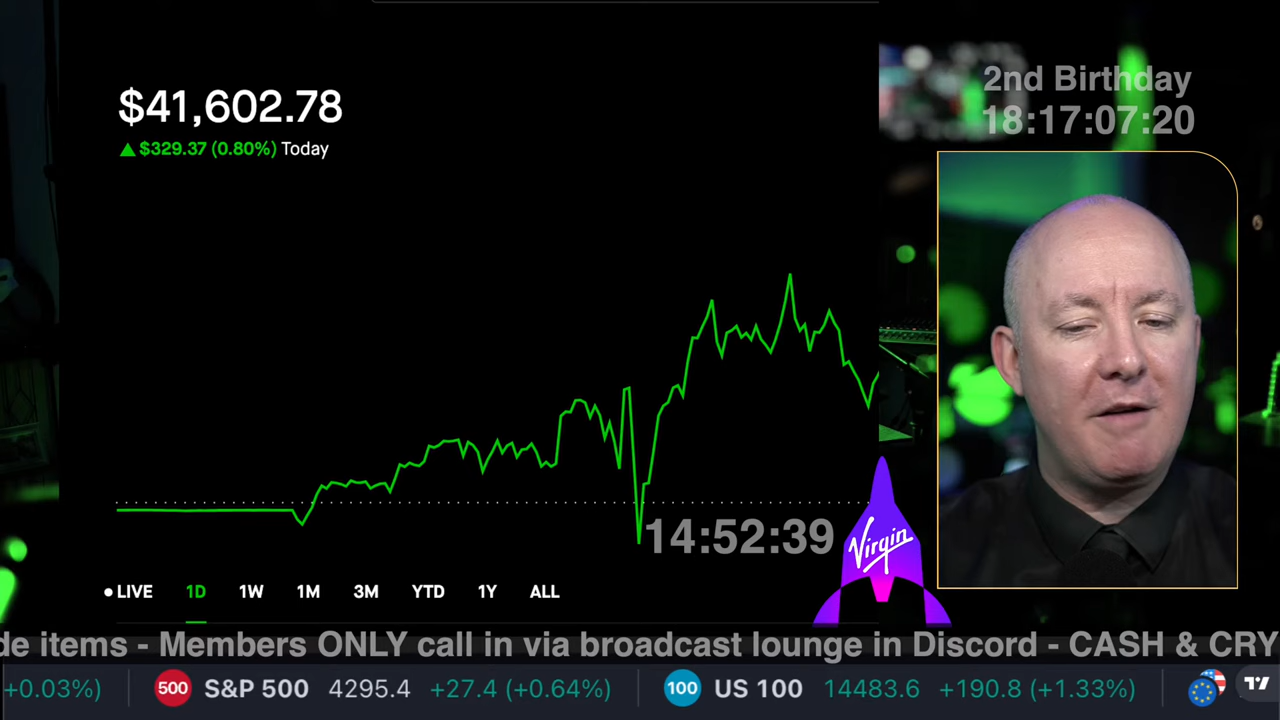 $41,602.78
▲ $329.37 (0.80%) Today
2nd Birthday
18:17:07:20
14:52:39
Virgin
LIVE 1D 1W 1M 3M YTD 1Y ALL
de items - Members ONLY call in via broadcast lounge in Discord - CASH & CRY
+0.03%) 500 S&P 500 4295.4 +27.4 (+0.64%) 100 US 100 14483.6 +190.8 (+1.33%)